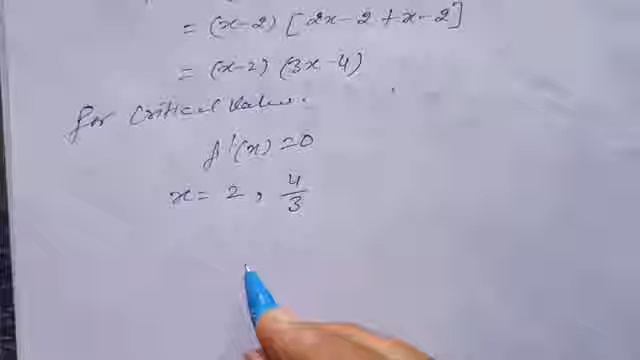 = (x-2) [2x-2+x-2]
= (x-2) (3x-4)
for critical value.
f'(x) = 0
x = 2, 4/3